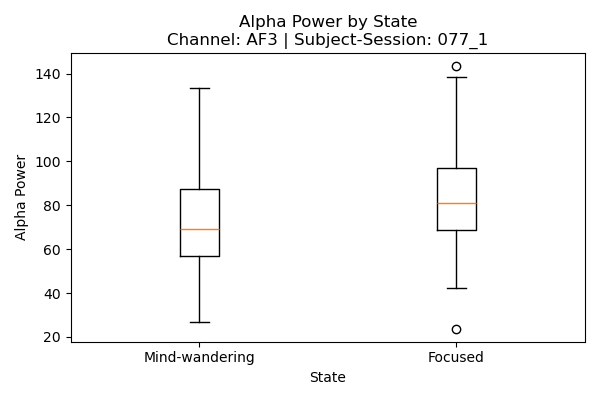 Alpha Power by State
Channel: AF3 | Subject-Session: 077_1
Alpha Power
140
120
100
80
60
40
20
Mind-wandering
Focused
State